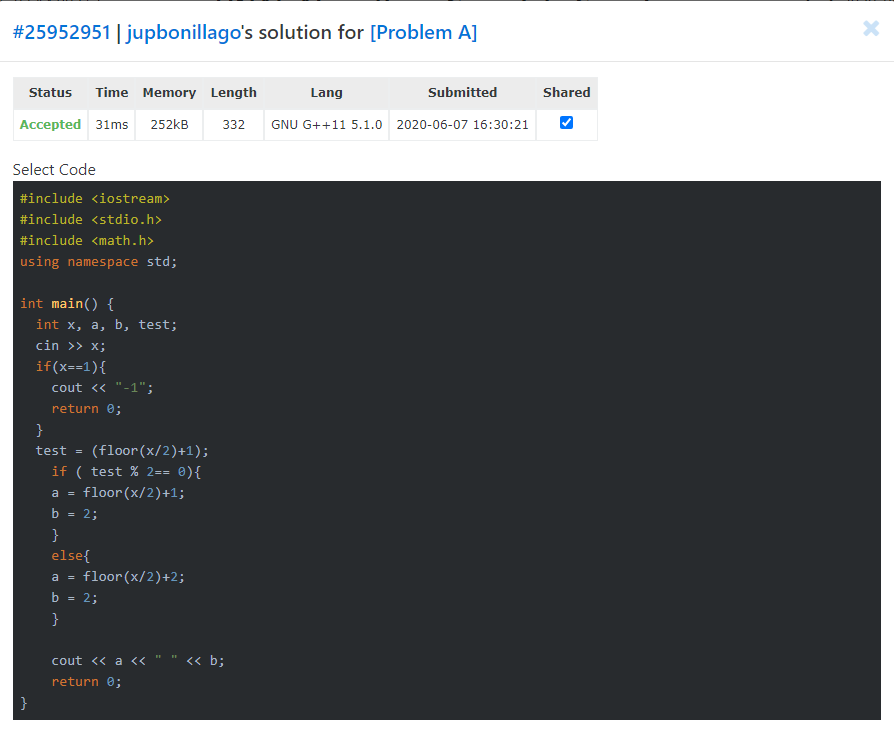 #25952951 | jupbonillago's solution for [Problem A]
Status Time Memory Length Lang Submitted Shared
Accepted 31ms 252kB 332 GNU G++11 5.1.0 2020-06-07 16:30:21
Select Code
#include <iostream>
#include <stdio.h>
#include <math.h>
using namespace std;
int main() {
  int x, a, b, test;
  cin >> x;
  if(x==1){
    cout << "-1";
    return 0;
  }
  test = (floor(x/2)+1);
    if ( test % 2== 0){
    a = floor(x/2)+1;
    b = 2;
    }
    else{
    a = floor(x/2)+2;
    b = 2;
    }
    cout << a << " " << b;
    return 0;
}